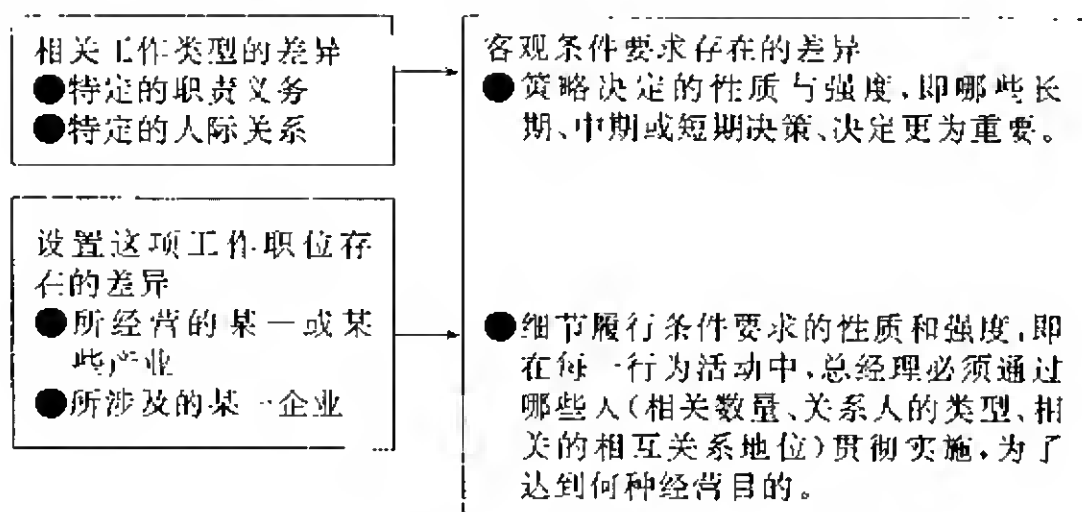 相关工作类型的差异
●特定的职责义务
●特定的人际关系
设置这项工作职位存
在的差异
●所经营的某一或某
些产业
●所涉及的某一企业
客观条件要求存在的差异
●策略决定的性质与强度,即哪些长
期、中期或短期决策、决定更为重要。
●细节履行条件要求的性质和强度,即
在每一行为活动中,总经理必须通过
哪些人(相关数量、关系人的类型、相
关的相互关系地位)贯彻实施,为了
达到何种经营目的。